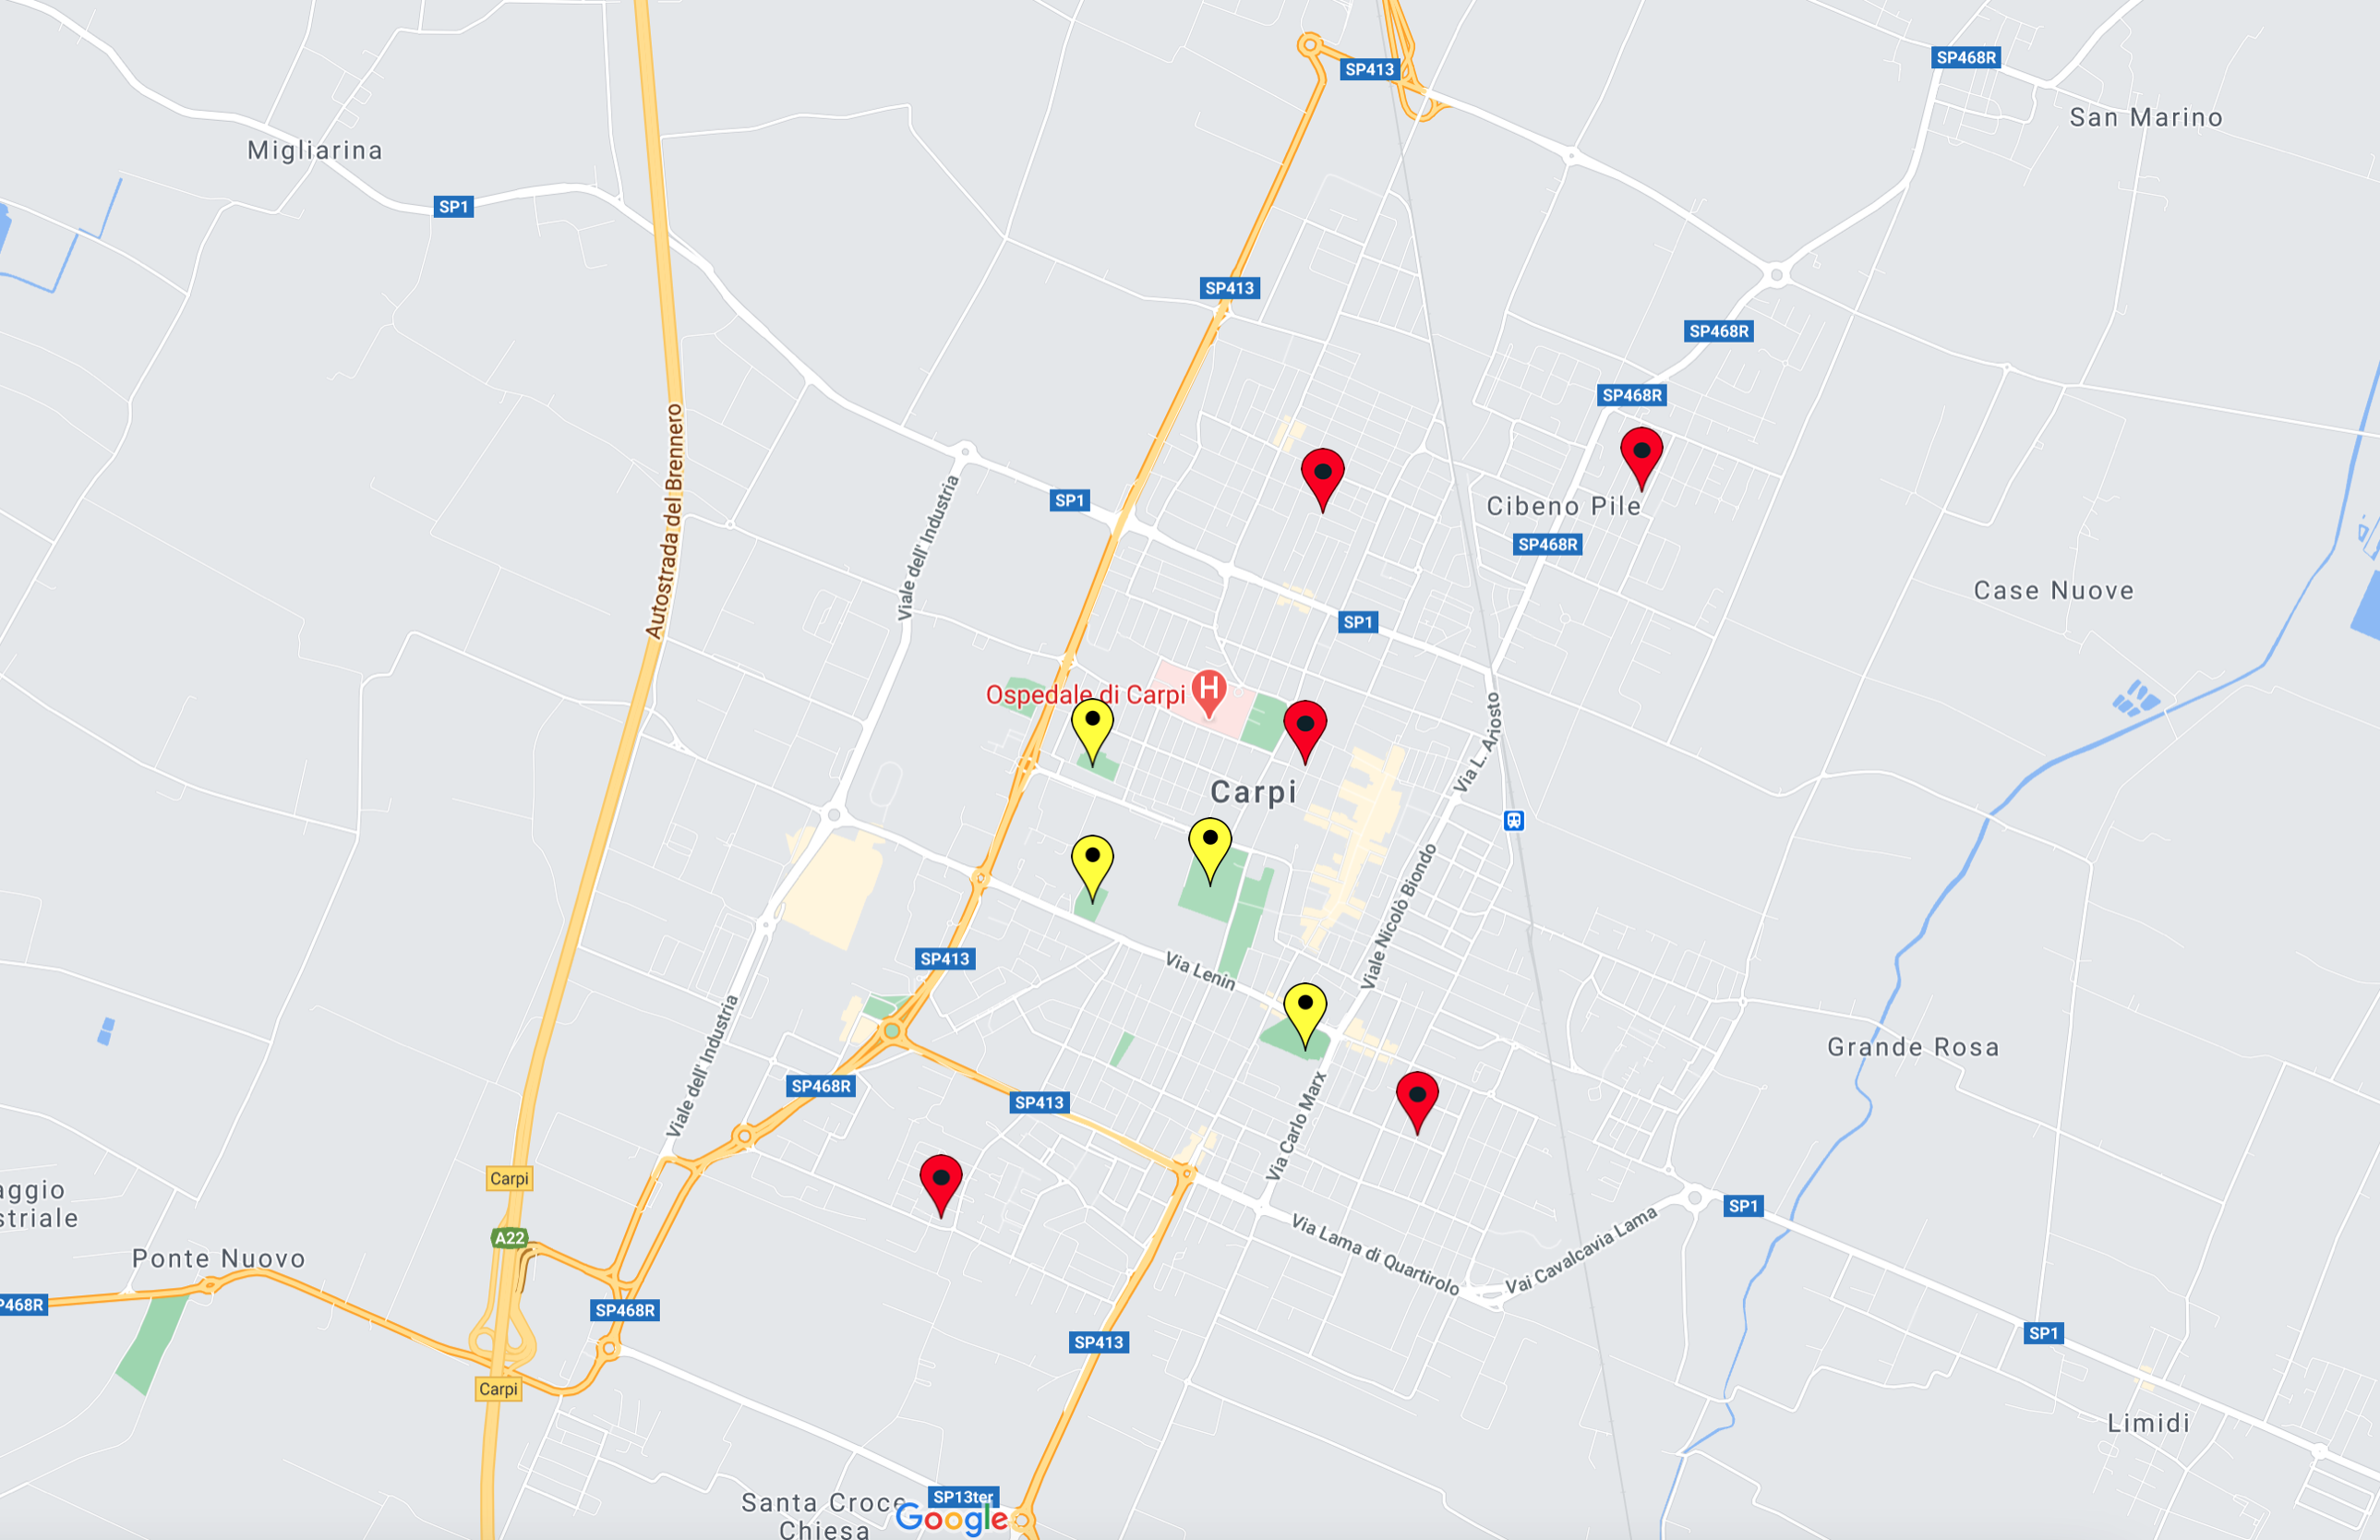 SP413
SP468R
San Marino
Migliarina
SP1
SP413
SP468R
SP468R
Autostrada del Brennero
Viale dell' Industria
SP1
Cibeno Pile
SP468R
Case Nuove
SP1
Ospedale di Carpi
H
Via L. Ariosto
Carpi
Viale Nicolò Biondo
SP413
Via Lenin
Viale dell' Industria
Grande Rosa
SP468R
SP413
Via Carlo Marx
Carpi
aggio
striale
SP1
A22
Ponte Nuovo
Via Lama di Quartirolo
Vai Cavalcavia Lama
P468R
SP468R
SP413
SP1
Carpi
Limidi
Santa Croce
Chiesa
SP13ter
Google